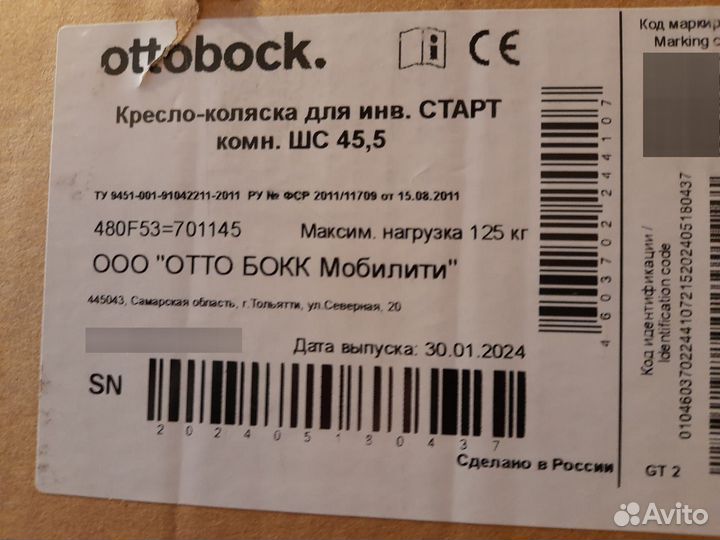 ottobock.
Кресло-коляска для инв. СТАРТ
комн. ШС 45,5
ТУ 9451-001-91042211-2011 РУ № ФСР 2011/11709 от 15.08.2011
480F53=701145 Максим. нагрузка 125 кг
ООО "ОТТО БОКК Мобилити"
445043, Самарская область, г.Тольятти, ул.Северная, 20
Дата выпуска: 30.01.2024
SN
202405180437
Сделано в России
4603702244107
Код маркир
Marking c
Код идентификации /
Identification code
0104603702244107215202405180437
GT 2
Avito